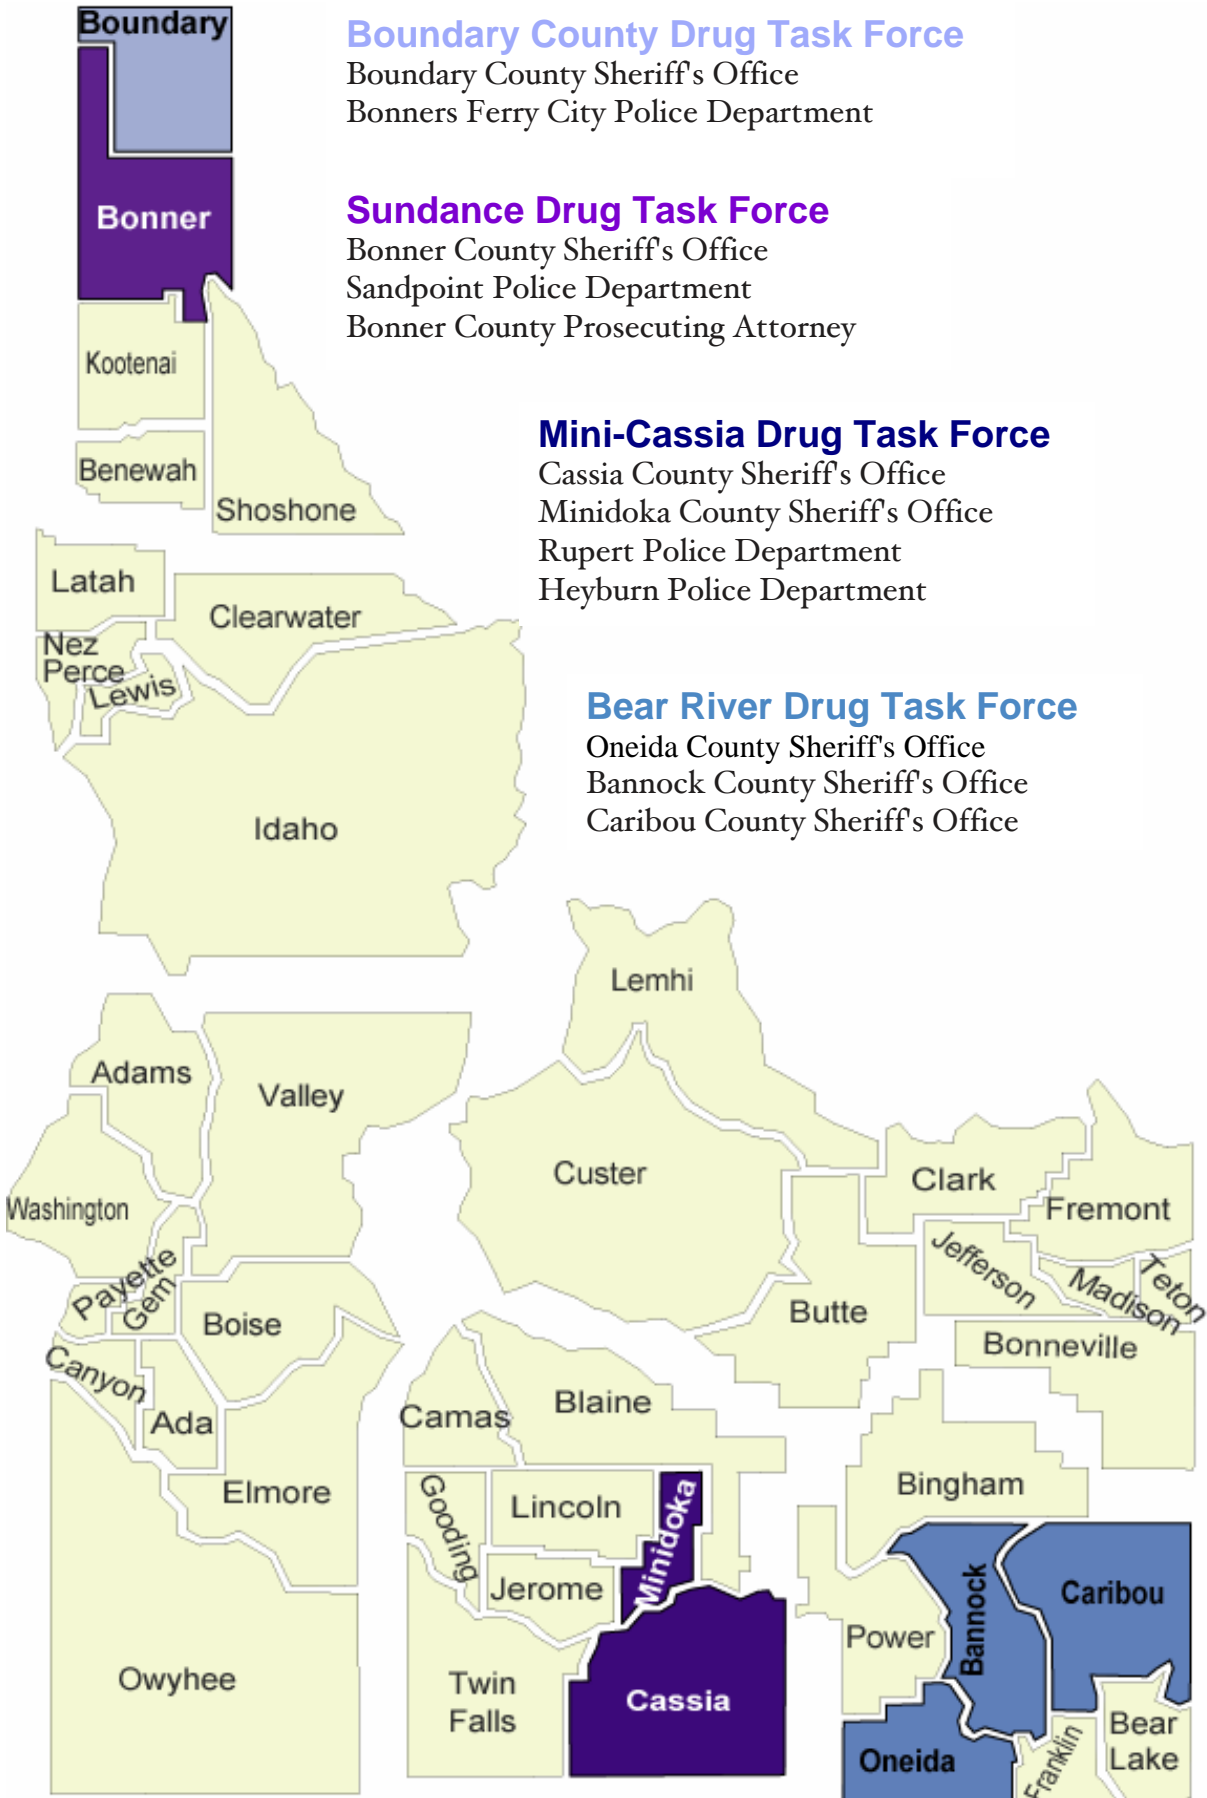 Boundary
Boundary County Drug Task Force
Boundary County Sheriff's Office
Bonners Ferry City Police Department
Bonner
Sundance Drug Task Force
Bonner County Sheriff's Office
Sandpoint Police Department
Bonner County Prosecuting Attorney
Kootenai
Benewah
Shoshone
Mini-Cassia Drug Task Force
Cassia County Sheriff's Office
Minidoka County Sheriff's Office
Rupert Police Department
Heyburn Police Department
Latah
Clearwater
Nez
Perce
Lewis
Bear River Drug Task Force
Oneida County Sheriff's Office
Bannock County Sheriff's Office
Caribou County Sheriff's Office
Idaho
Lemhi
Adams
Valley
Custer
Clark
Washington
Fremont
Payette
Gem
Jefferson
Madison
Teton
Boise
Butte
Bonneville
Canyon
Ada
Camas
Blaine
Elmore
Gooding
Lincoln
Minidoka
Bingham
Jerome
Bannock
Caribou
Power
Owyhee
Twin
Falls
Cassia
Oneida
Franklin
Bear
Lake